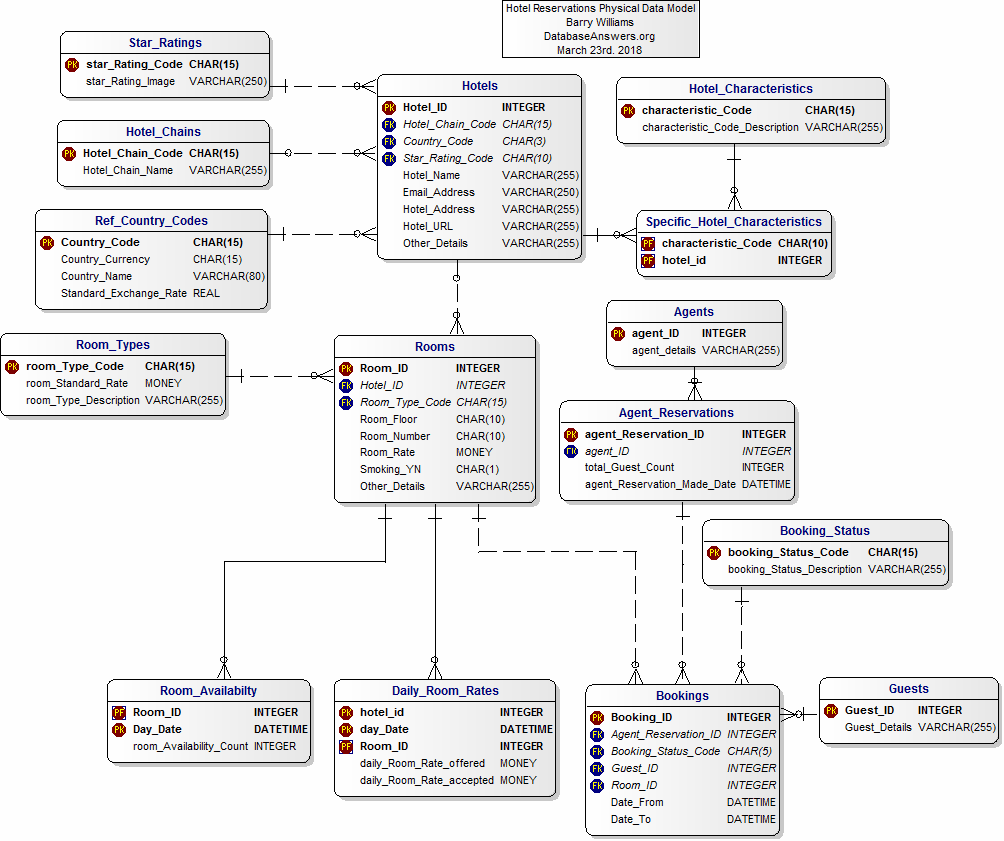 Hotel Reservations Physical Data Model
Barry Williams
DatabaseAnswers.org
March 23rd. 2018
Star_Ratings
PK star_Rating_Code CHAR(15)
star_Rating_Image VARCHAR(250)
Hotel_Chains
PK Hotel_Chain_Code CHAR(15)
Hotel_Chain_Name VARCHAR(255)
Ref_Country_Codes
PK Country_Code CHAR(15)
Country_Currency CHAR(15)
Country_Name VARCHAR(80)
Standard_Exchange_Rate REAL
Hotels
PK Hotel_ID INTEGER
FK Hotel_Chain_Code CHAR(15)
FK Country_Code CHAR(3)
FK Star_Rating_Code CHAR(10)
Hotel_Name VARCHAR(255)
Email_Address VARCHAR(250)
Hotel_Address VARCHAR(255)
Hotel_URL VARCHAR(255)
Other_Details VARCHAR(255)
Hotel_Characteristics
PK characteristic_Code CHAR(15)
characteristic_Code_Description VARCHAR(255)
Specific_Hotel_Characteristics
PF characteristic_Code CHAR(10)
PF hotel_id INTEGER
Room_Types
PK room_Type_Code CHAR(15)
room_Standard_Rate MONEY
room_Type_Description VARCHAR(255)
Rooms
PK Room_ID INTEGER
FK Hotel_ID INTEGER
FK Room_Type_Code CHAR(15)
Room_Floor CHAR(10)
Room_Number CHAR(10)
Room_Rate MONEY
Smoking_YN CHAR(1)
Other_Details VARCHAR(255)
Agents
PK agent_ID INTEGER
agent_details VARCHAR(255)
Agent_Reservations
PK agent_Reservation_ID INTEGER
FK agent_ID INTEGER
total_Guest_Count INTEGER
agent_Reservation_Made_Date DATETIME
Booking_Status
PK booking_Status_Code CHAR(15)
booking_Status_Description VARCHAR(255)
Room_Availabilty
PF Room_ID INTEGER
PK Day_Date DATETIME
room_Availability_Count INTEGER
Daily_Room_Rates
PK hotel_id INTEGER
PK day_Date DATETIME
PF Room_ID INTEGER
daily_Room_Rate_offered MONEY
daily_Room_Rate_accepted MONEY
Bookings
PK Booking_ID INTEGER
FK Agent_Reservation_ID INTEGER
FK Booking_Status_Code CHAR(5)
FK Guest_ID INTEGER
FK Room_ID INTEGER
Date_From DATETIME
Date_To DATETIME
Guests
PK Guest_ID INTEGER
Guest_Details VARCHAR(255)